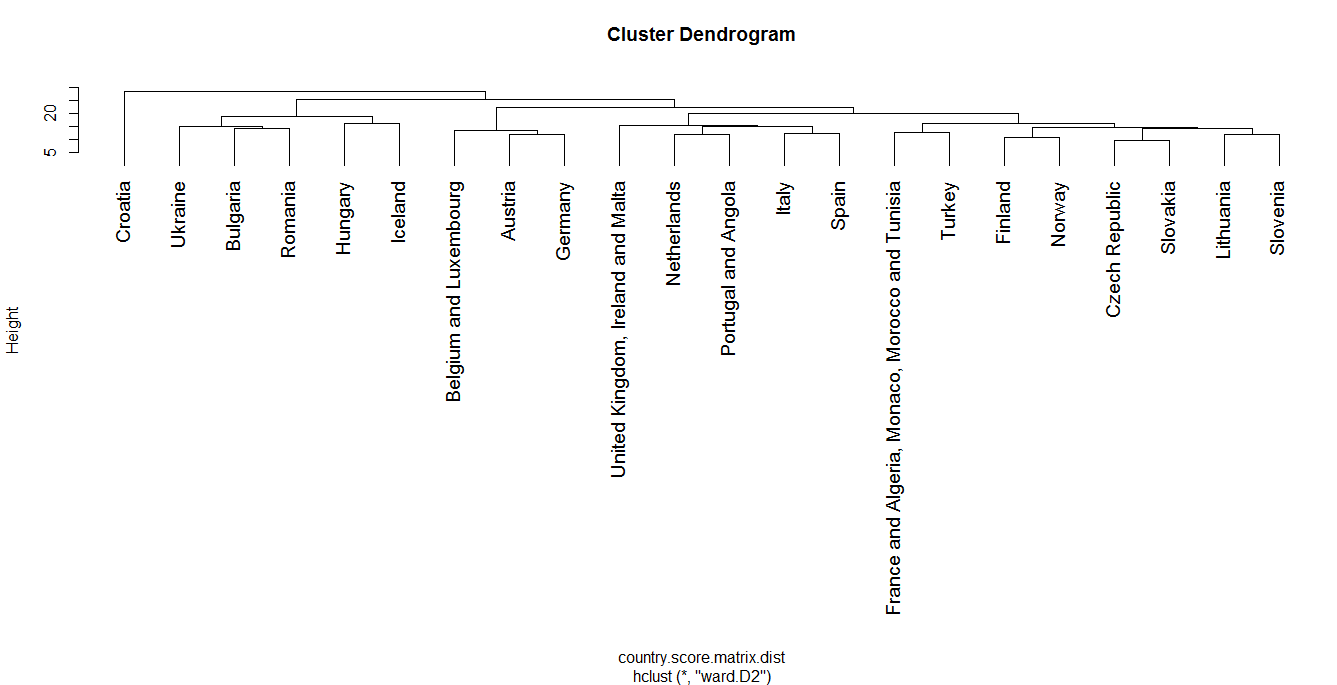 Cluster Dendrogram
Height
20
5
Croatia
Ukraine
Bulgaria
Romania
Hungary
Iceland
Belgium and Luxembourg
Austria
Germany
United Kingdom, Ireland and Malta
Netherlands
Portugal and Angola
Italy
Spain
France and Algeria, Monaco, Morocco and Tunisia
Turkey
Finland
Norway
Czech Republic
Slovakia
Lithuania
Slovenia
country.score.matrix.dist
hclust (*, "ward.D2")